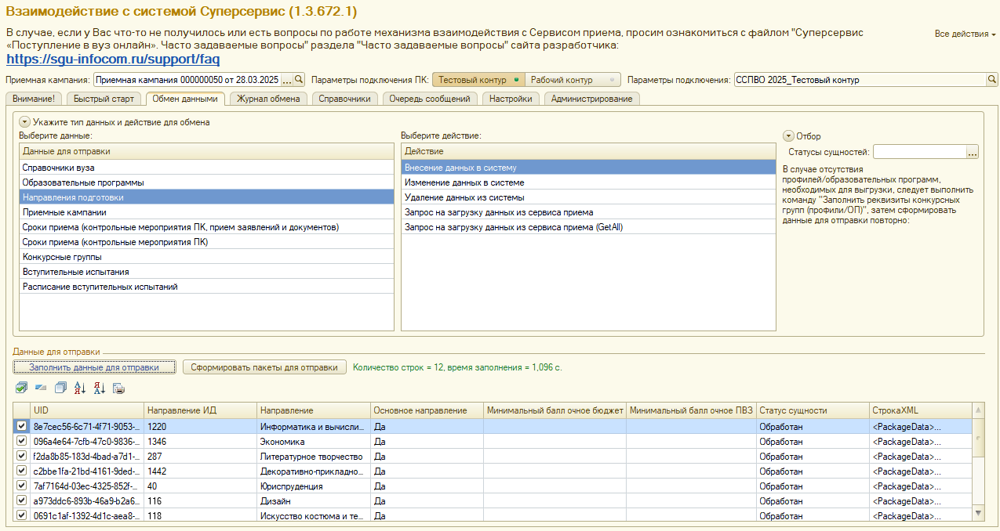 Взаимодействие с системой Суперсервис (1.3.672.1)
В случае, если у Вас что-то не получилось или есть вопросы по работе механизма взаимодействия с Сервисом приема, просим ознакомиться с файлом "Суперсервис
«Поступление в вуз онлайн». Часто задаваемые вопросы" раздела "Часто задаваемые вопросы" сайта разработчика:
https://sgu-infocom.ru/support/faq
Все действия
Приемная кампания: Приемная кампания 000000050 от 28.03.2025 ... Параметры подключения ПК: Тестовый контур Рабочий контур Параметры подключения: ССПВО 2025_Тестовый контур
Внимание! Быстрый старт Обмен данными Журнал обмена Справочники Очередь сообщений Настройки Администрирование
Укажите тип данных и действие для обмена
Выберите данные:
Данные для отправки
Справочники вуза
Образовательные программы
Направления подготовки
Приемные кампании
Сроки приема (контрольные мероприятия ПК, прием заявлений и документов)
Сроки приема (контрольные мероприятия ПК)
Конкурсные группы
Вступительные испытания
Расписание вступительных испытаний
Выберите действие:
Действие
Внесение данных в систему
Изменение данных в системе
Удаление данных из системы
Запрос на загрузку данных из сервиса приема
Запрос на загрузку данных из сервиса приема (GetAll)
Отбор
Статусы сущностей: ...
В случае отсутствия
профилей/образовательных программ,
необходимых для выгрузки, следует выполнить
команду "Заполнить реквизиты конкурсных
групп (профили/ОП)", затем сформировать
данные для отправки повторно:
Данные для отправки
Заполнить данные для отправки Сформировать пакеты для отправки Количество строк = 12, время заполнения = 1,096 с.
UID Направление ИД Направление Основное направление Минимальный балл очное бюджет Минимальный балл очное ПВЗ Статус сущности СтрокаXML
8e7cec56-6c71-4f71-9053-... 1220 Информатика и вычисли... Да Обработан <PackageData>...
096a4e64-7cfb-47c0-9836-... 1346 Экономика Да Обработан <PackageData>...
f2da8b85-183d-4bad-a7d1-... 287 Литературное творчество Да Обработан <PackageData>...
c2bbe1fa-21bd-4161-9ded-... 1442 Декоративно-прикладно... Да Обработан <PackageData>...
7af7164d-03ec-4325-852f-... 40 Юриспруденция Да Обработан <PackageData>...
a973ddc6-893b-46a9-b2a6... 116 Дизайн Да Обработан <PackageData>...
0691c1af-1392-4d1c-aea8-... 118 Искусство костюма и те... Да Обработан <PackageData>...